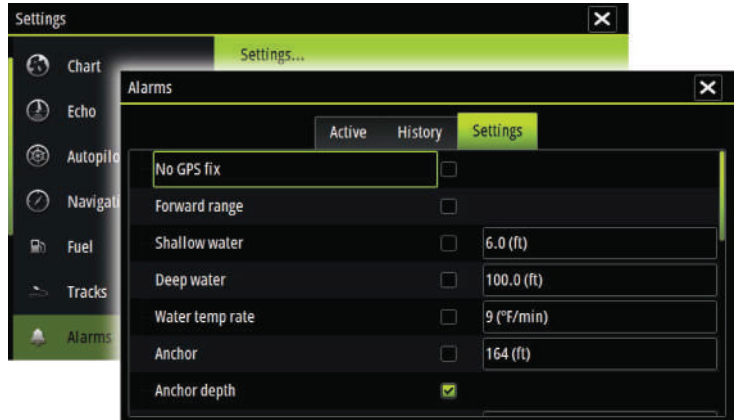 Settings
Chart
Settings...
Echo
Autopilo
Navigati
Fuel
Tracks
Alarms
Alarms
Active History Settings
No GPS fix
Forward range
Shallow water 6.0 (ft)
Deep water 100.0 (ft)
Water temp rate 9 (°F/min)
Anchor 164 (ft)
Anchor depth